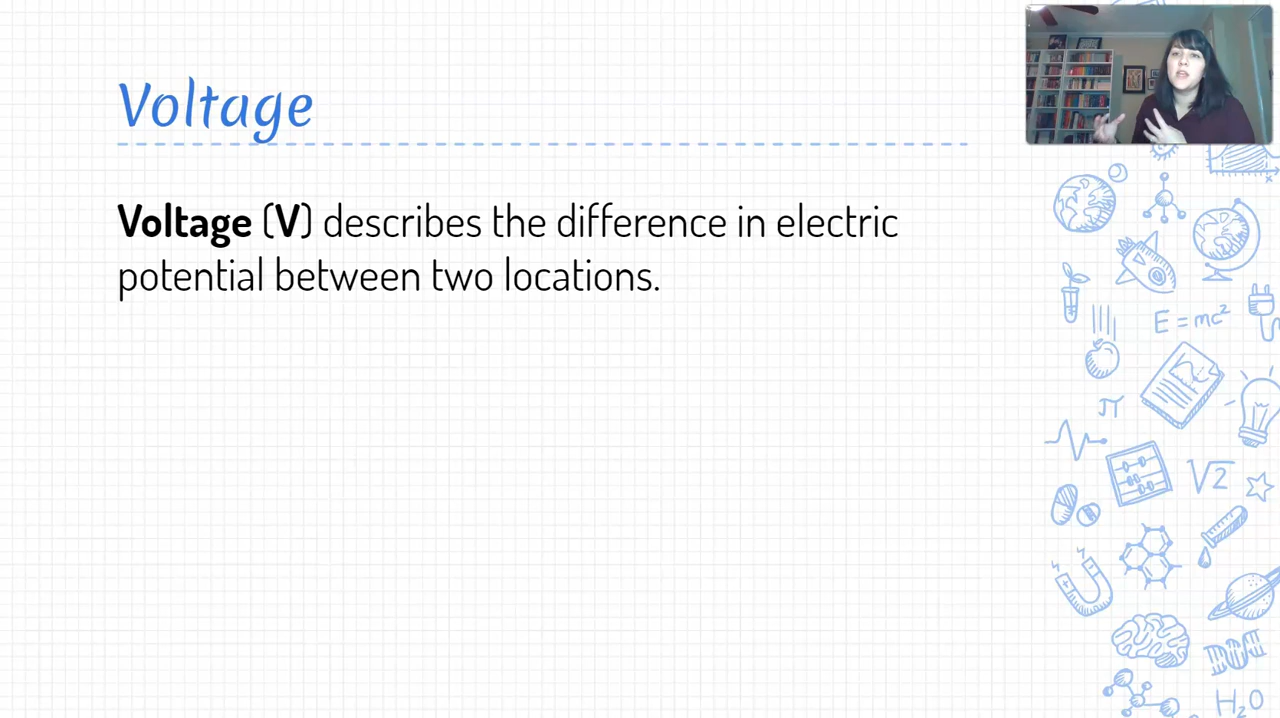 Voltage
Voltage (V) describes the difference in electric
potential between two locations.
E = mc²
π
√2
H₂O